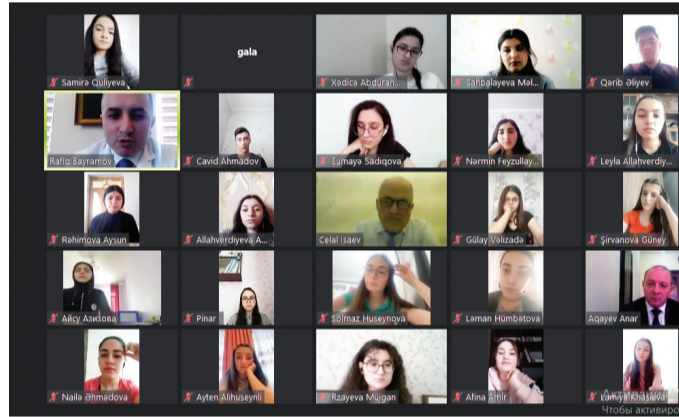 gala
Samirə Quliyeva
Xədicə Abdurah...
Şahbalayeva Məl...
Qərib Əliyev
Rafiq Bayramov
Cavid Ahmadov
Sumaya Sadıqova
Nərmin Feyzullay...
Leyla Allahverdiy...
Rəhimova Aysun
Allahverdiyeva A...
Celal Isaev
Gülay Vəlizadə
Şirvanova Güney
Айсу Азизова
Pinar
Solmaz Huseynova
Ləman Hümbətova
Aqayev Anar
Nailə Əhmədova
Ayten Alihuseynli
Rzayeva Mujgan
Afina Amir
Чтобы активиро